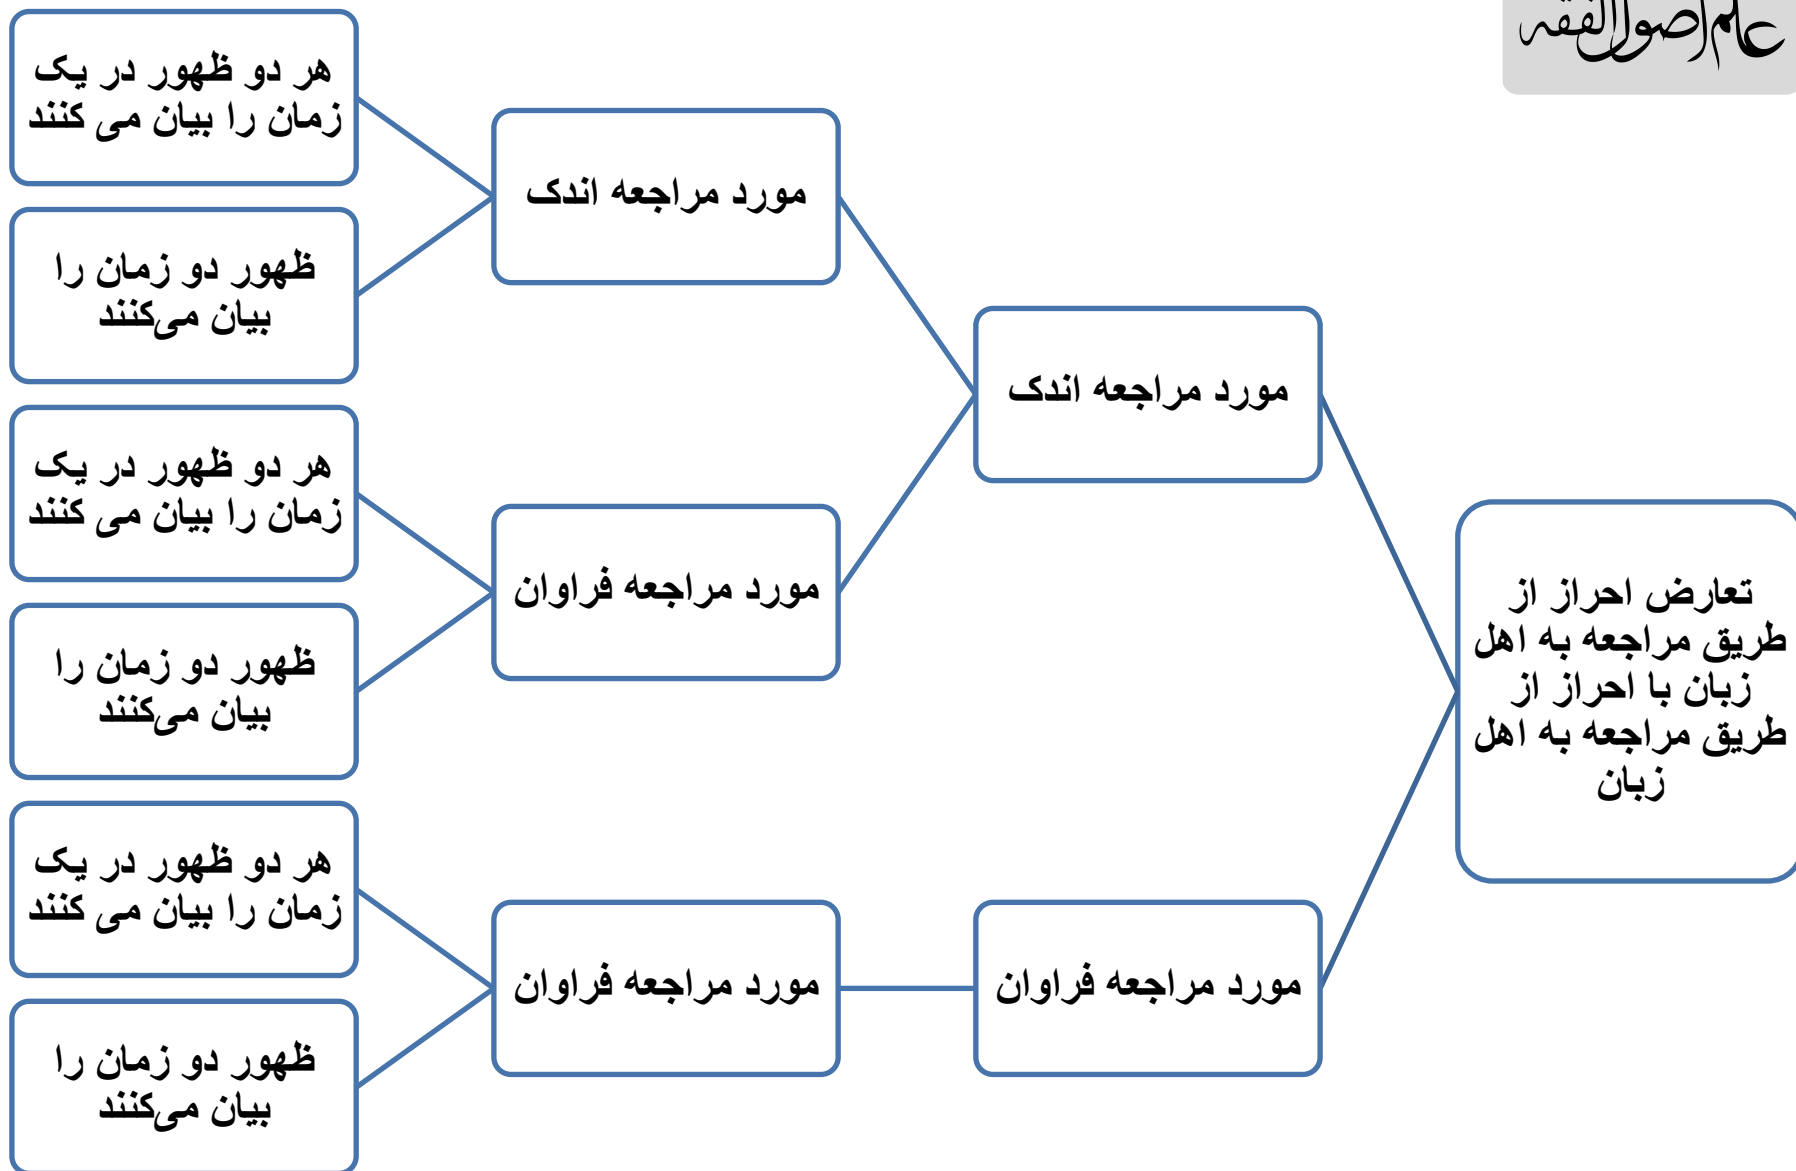 علم اصول الفقه
تعارض احراز از
طریق مراجعه به اهل
زبان با احراز از
طریق مراجعه به اهل
زبان
مورد مراجعه اندک
مورد مراجعه اندک
هر دو ظهور در یک
زمان را بیان می کنند
ظهور دو زمان را
بیان می‌کنند
مورد مراجعه فراوان
هر دو ظهور در یک
زمان را بیان می کنند
ظهور دو زمان را
بیان می‌کنند
مورد مراجعه فراوان
مورد مراجعه فراوان
هر دو ظهور در یک
زمان را بیان می کنند
ظهور دو زمان را
بیان می‌کنند